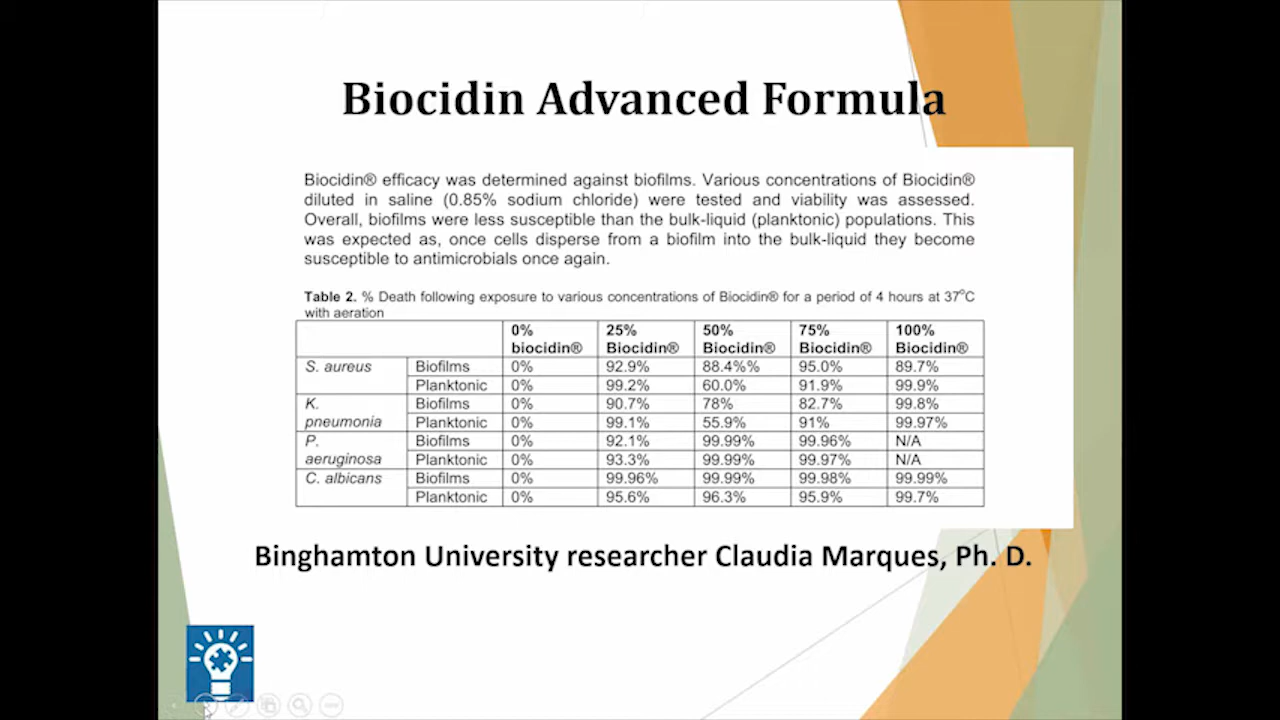 Biocidin Advanced Formula
Biocidin® efficacy was determined against biofilms. Various concentrations of Biocidin®
diluted in saline (0.85% sodium chloride) were tested and viability was assessed.
Overall, biofilms were less susceptible than the bulk-liquid (planktonic) populations. This
was expected as, once cells disperse from a biofilm into the bulk-liquid they become
susceptible to antimicrobials once again.
Table 2. % Death following exposure to various concentrations of Biocidin® for a period of 4 hours at 37°C
with aeration
0% 25% 50% 75% 100%
biocidin® Biocidin® Biocidin® Biocidin® Biocidin®
S. aureus Biofilms 0% 92.9% 88.4%% 95.0% 89.7%
Planktonic 0% 99.2% 60.0% 91.9% 99.9%
K. Biofilms 0% 90.7% 78% 82.7% 99.8%
pneumonia Planktonic 0% 99.1% 55.9% 91% 99.97%
P. Biofilms 0% 92.1% 99.99% 99.96% N/A
aeruginosa Planktonic 0% 93.3% 99.99% 99.97% N/A
C. albicans Biofilms 0% 99.96% 99.99% 99.98% 99.99%
Planktonic 0% 95.6% 96.3% 95.9% 99.7%
Binghamton University researcher Claudia Marques, Ph. D.